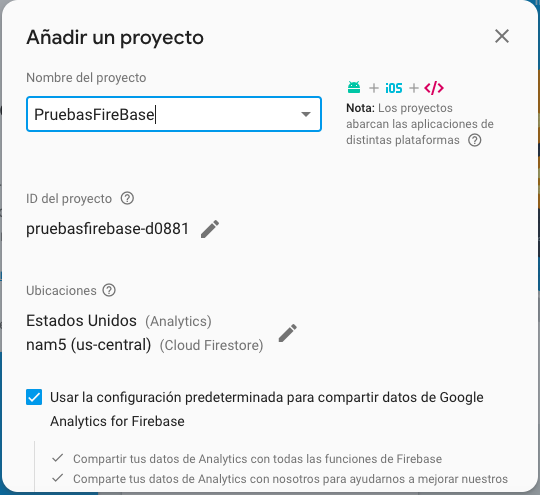 Añadir un proyecto
Nombre del proyecto
PruebasFireBase
+ iOS + </>
Nota: Los proyectos
abarcan las aplicaciones de
distintas plataformas
ID del proyecto
pruebasfirebase-d0881
Ubicaciones
Estados Unidos (Analytics)
nam5 (us-central) (Cloud Firestore)
Usar la configuración predeterminada para compartir datos de Google
Analytics for Firebase
Compartir tus datos de Analytics con todas las funciones de Firebase
Comparte tus datos de Analytics con nosotros para ayudarnos a mejorar nuestros